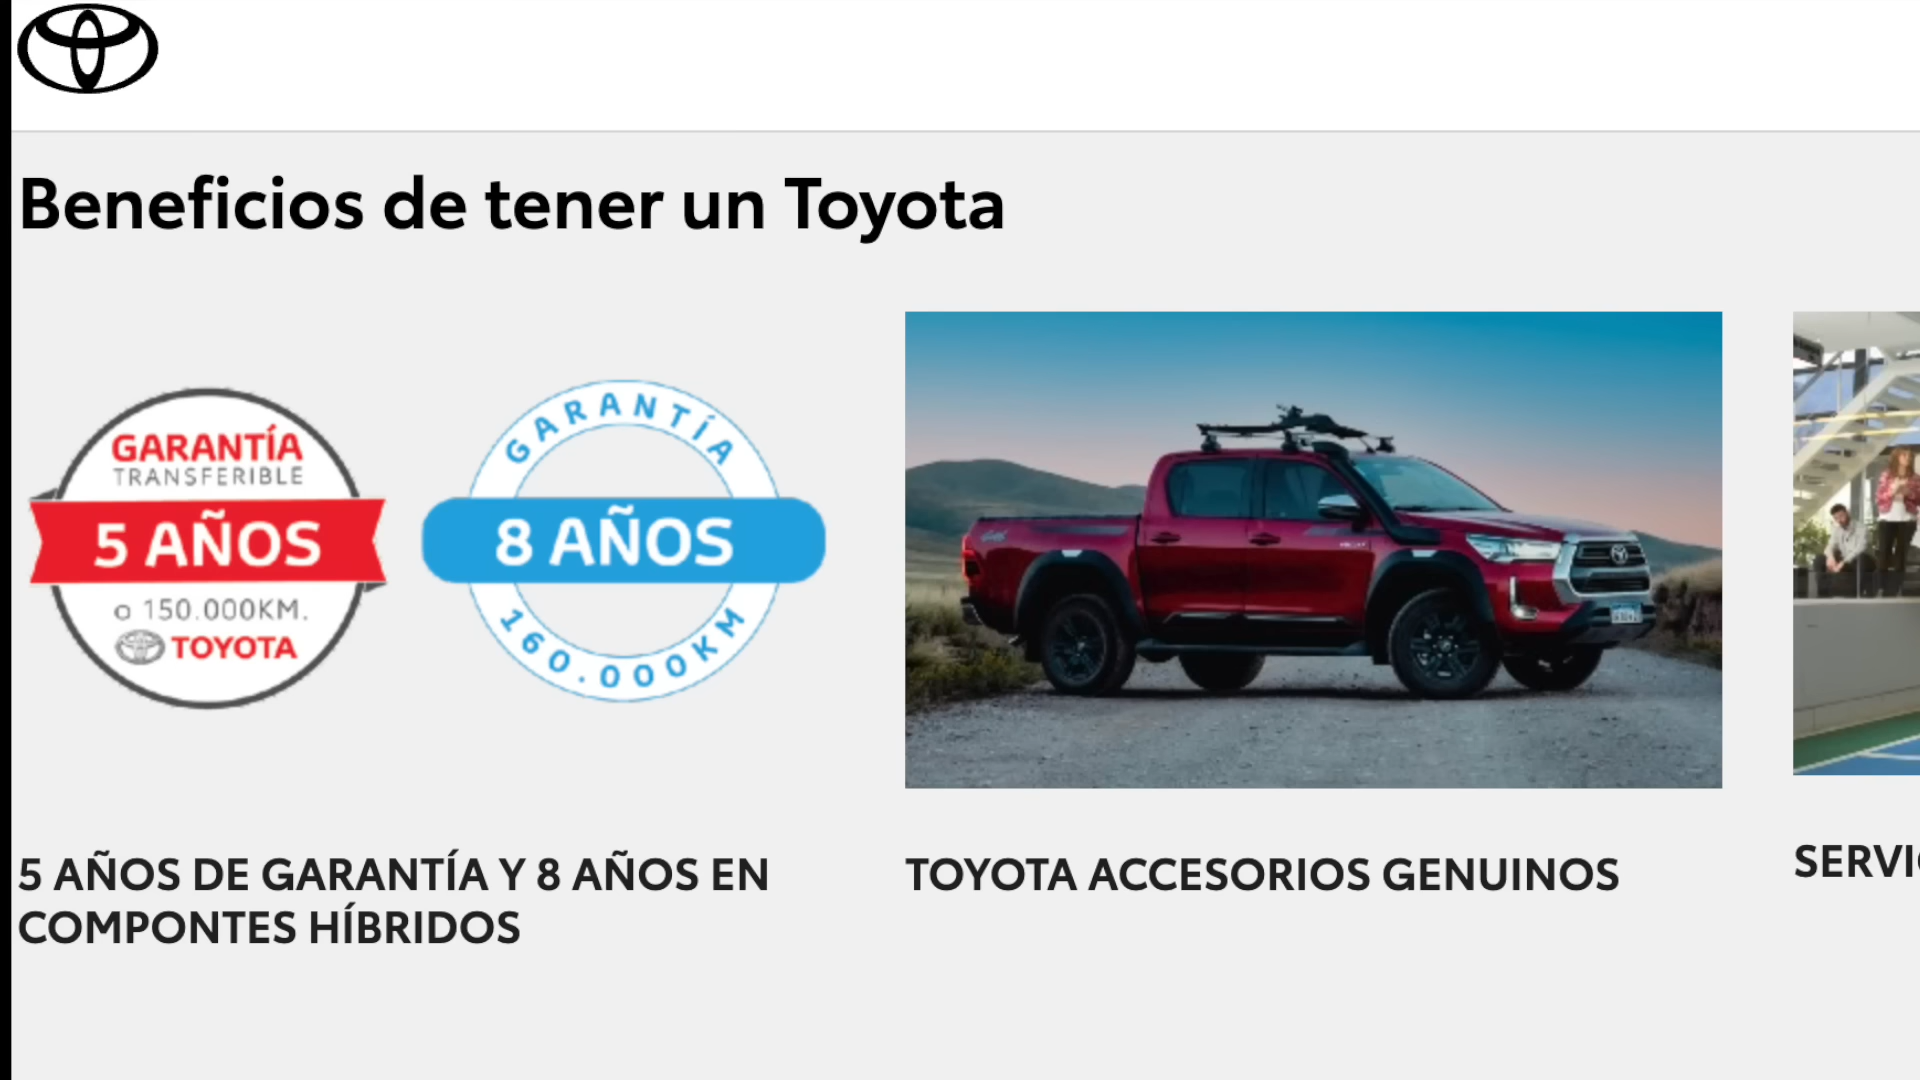 Beneficios de tener un Toyota
GARANTÍA
TRANSFERIBLE
5 AÑOS
o 150.000KM.
TOYOTA
GARANTÍA
8 AÑOS
160.000KM
5 AÑOS DE GARANTÍA Y 8 AÑOS EN
COMPONTES HÍBRIDOS
TOYOTA ACCESORIOS GENUINOS